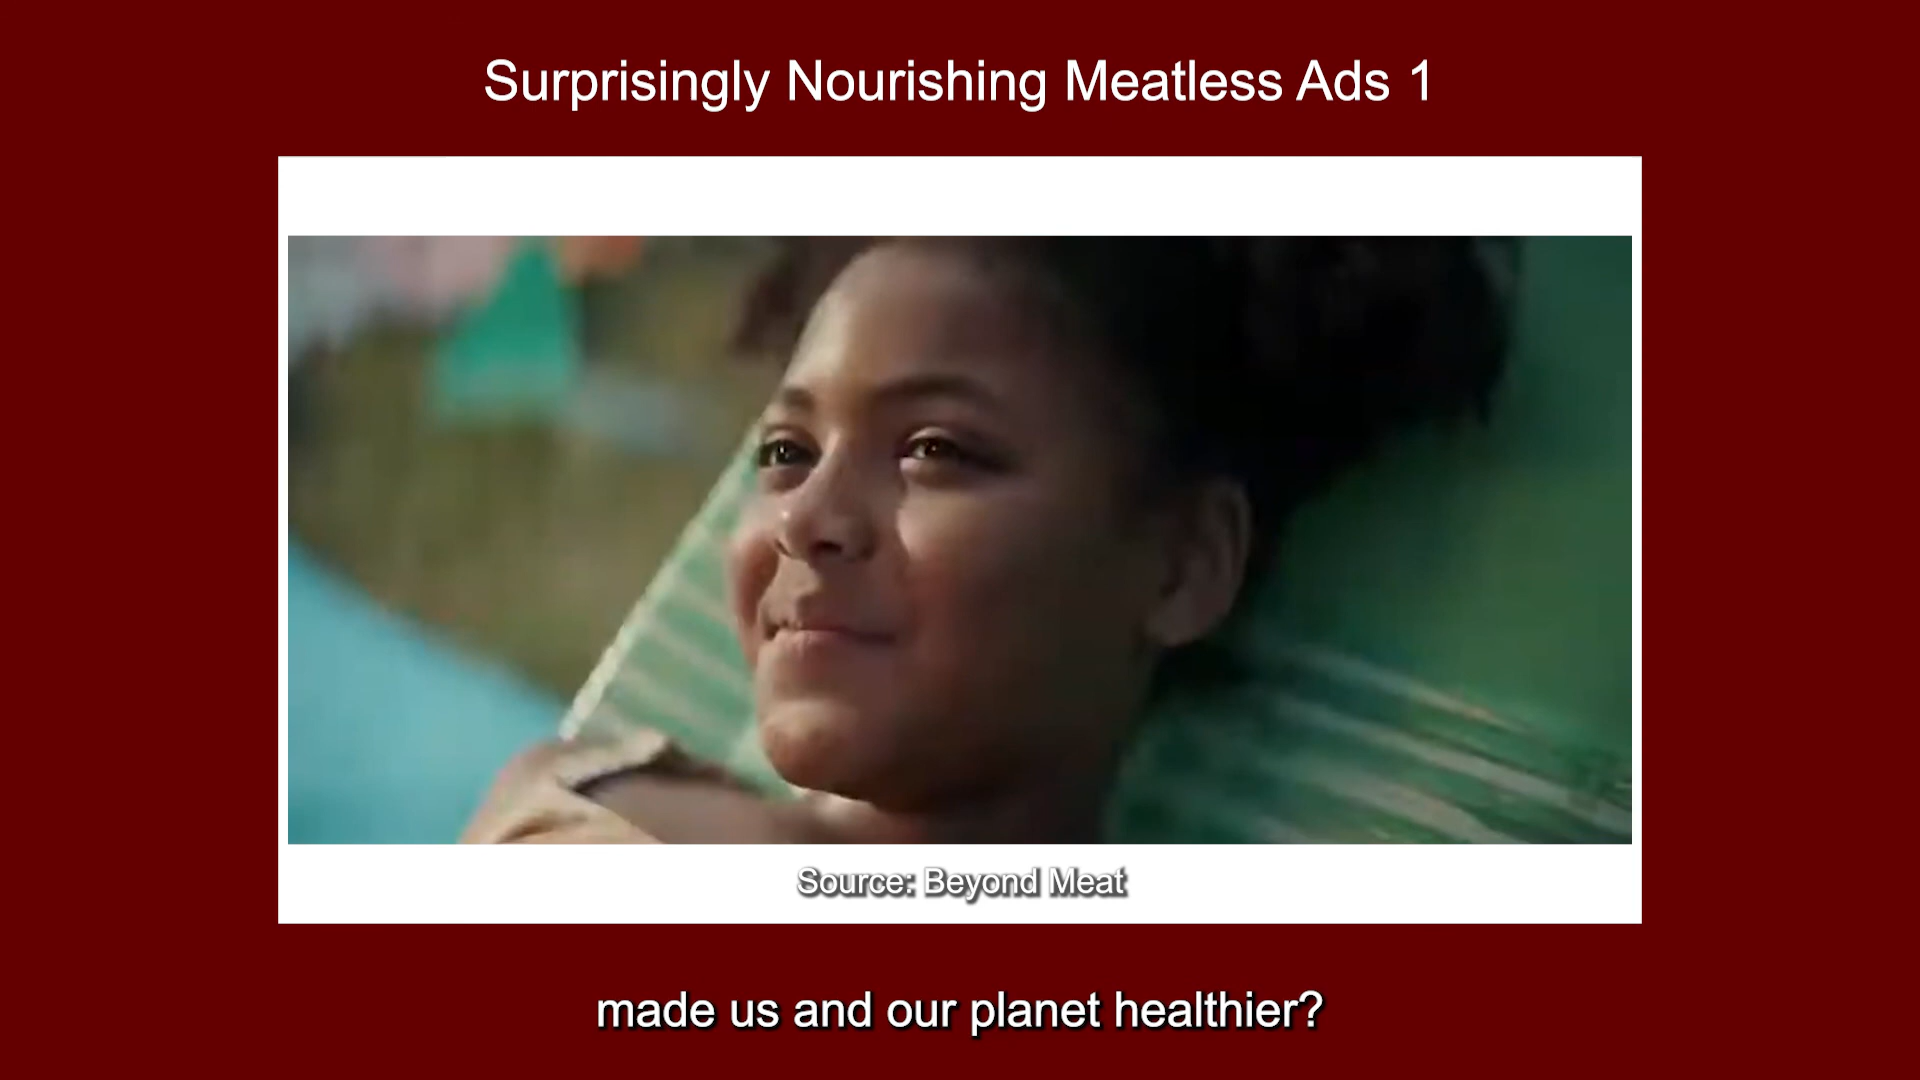 Surprisingly Nourishing Meatless Ads 1
Source: Beyond Meat
made us and our planet healthier?